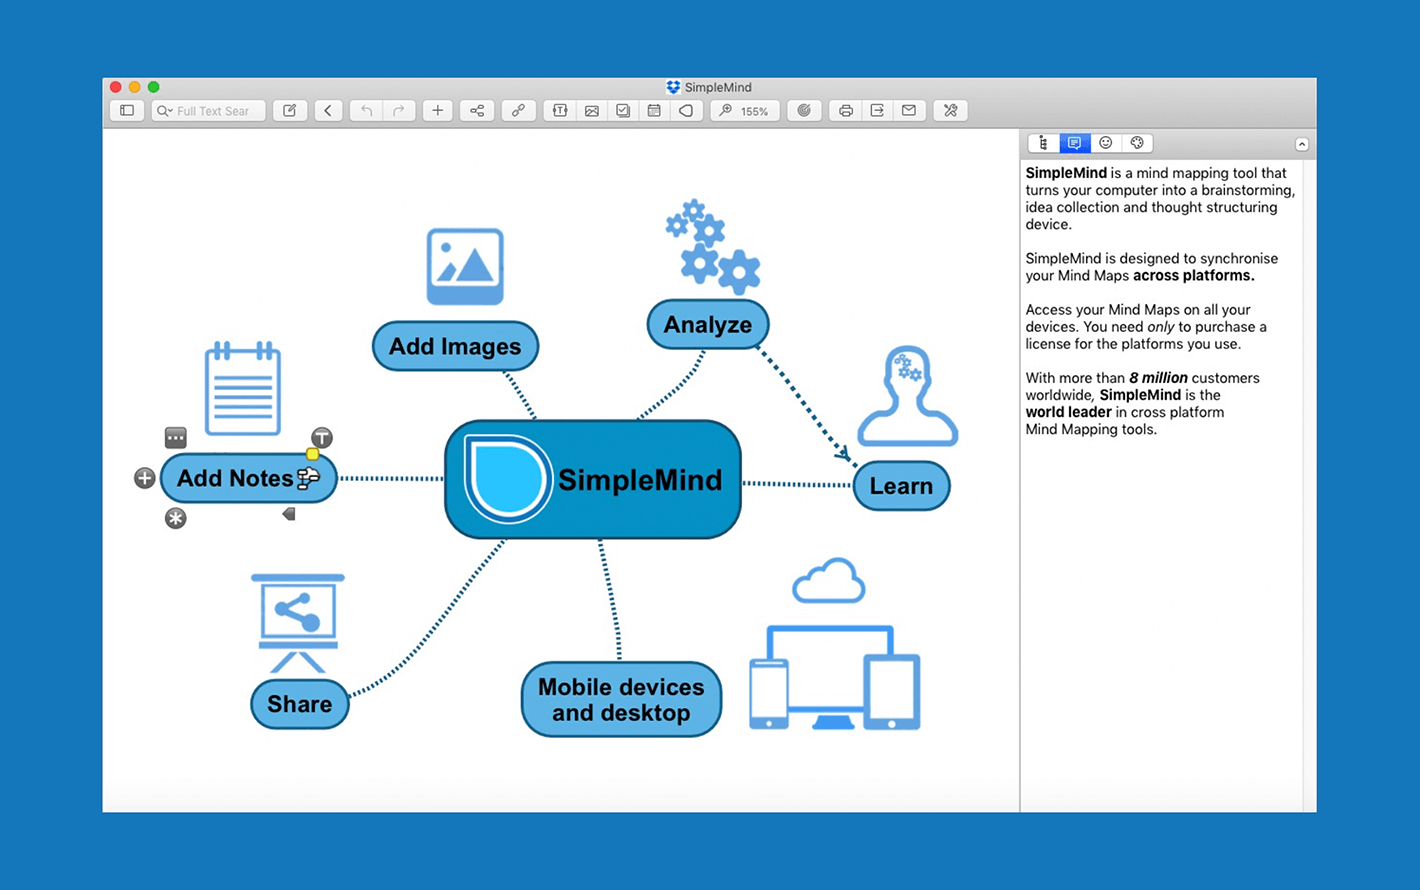 SimpleMind
Full Text Sear
155%
Add Images
Analyze
Add Notes
SimpleMind
Learn
Share
Mobile devices
and desktop
SimpleMind is a mind mapping tool that
turns your computer into a brainstorming,
idea collection and thought structuring
device.
SimpleMind is designed to synchronise
your Mind Maps across platforms.
Access your Mind Maps on all your
devices. You need only to purchase a
license for the platforms you use.
With more than 8 million customers
worldwide, SimpleMind is the
world leader in cross platform
Mind Mapping tools.